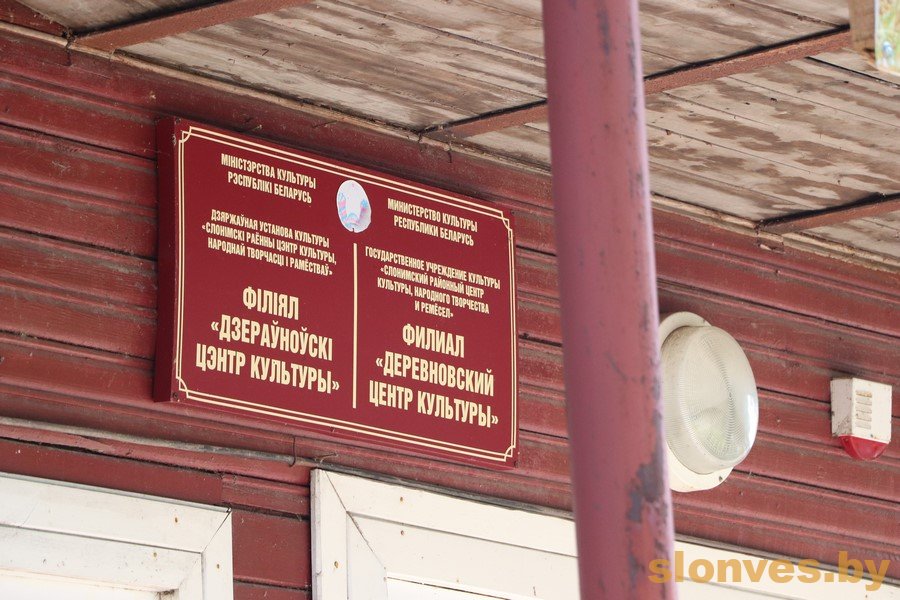 МІНІСТЭРСТВА КУЛЬТУРЫ
РЭСПУБЛІКІ БЕЛАРУСЬ
ДЗЯРЖАЎНАЯ УСТАНОВА КУЛЬТУРЫ
«СЛОНІМСКІ РАЁННЫ ЦЭНТР КУЛЬТУРЫ,
НАРОДНАЙ ТВОРЧАСЦІ І РАМЁСТВАЎ»
ФІЛІЯЛ
«ДЗЕРАЎНОЎСКІ
ЦЭНТР КУЛЬТУРЫ»
МИНИСТЕРСТВО КУЛЬТУРЫ
РЕСПУБЛИКИ БЕЛАРУСЬ
ГОСУДАРСТВЕННОЕ УЧРЕЖДЕНИЕ КУЛЬТУРЫ
«СЛОНИМСКИЙ РАЙОННЫЙ ЦЕНТР
КУЛЬТУРЫ, НАРОДНОГО ТВОРЧЕСТВА
И РЕМЁСЕЛ»
ФИЛИАЛ
«ДЕРЕВНОВСКИЙ
ЦЕНТР КУЛЬТУРЫ»
slonves.by